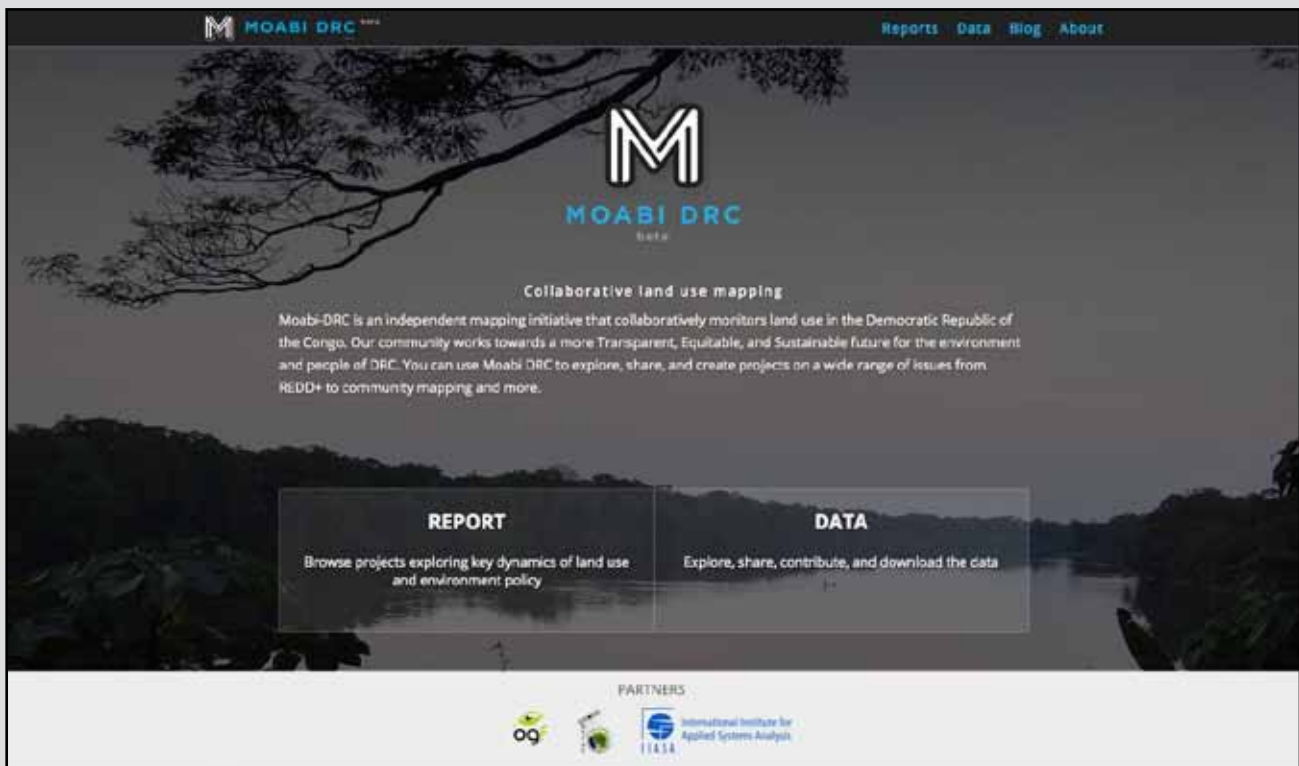 M MOABI DRC beta
Reports Data Blog About
M
MOABI DRC
beta
Collaborative land use mapping
Moabi-DRC is an independent mapping initiative that collaboratively monitors land use in the Democratic Republic of
the Congo. Our community works towards a more Transparent, Equitable, and Sustainable future for the environment
and people of DRC. You can use Moabi DRC to explore, share, and create projects on a wide range of issues from
REDD+ to community mapping and more.
REPORT
Browse projects exploring key dynamics of land use
and environment policy
DATA
Explore, share, contribute, and download the data
PARTNERS
og
IIASA
International Institute for
Applied Systems Analysis